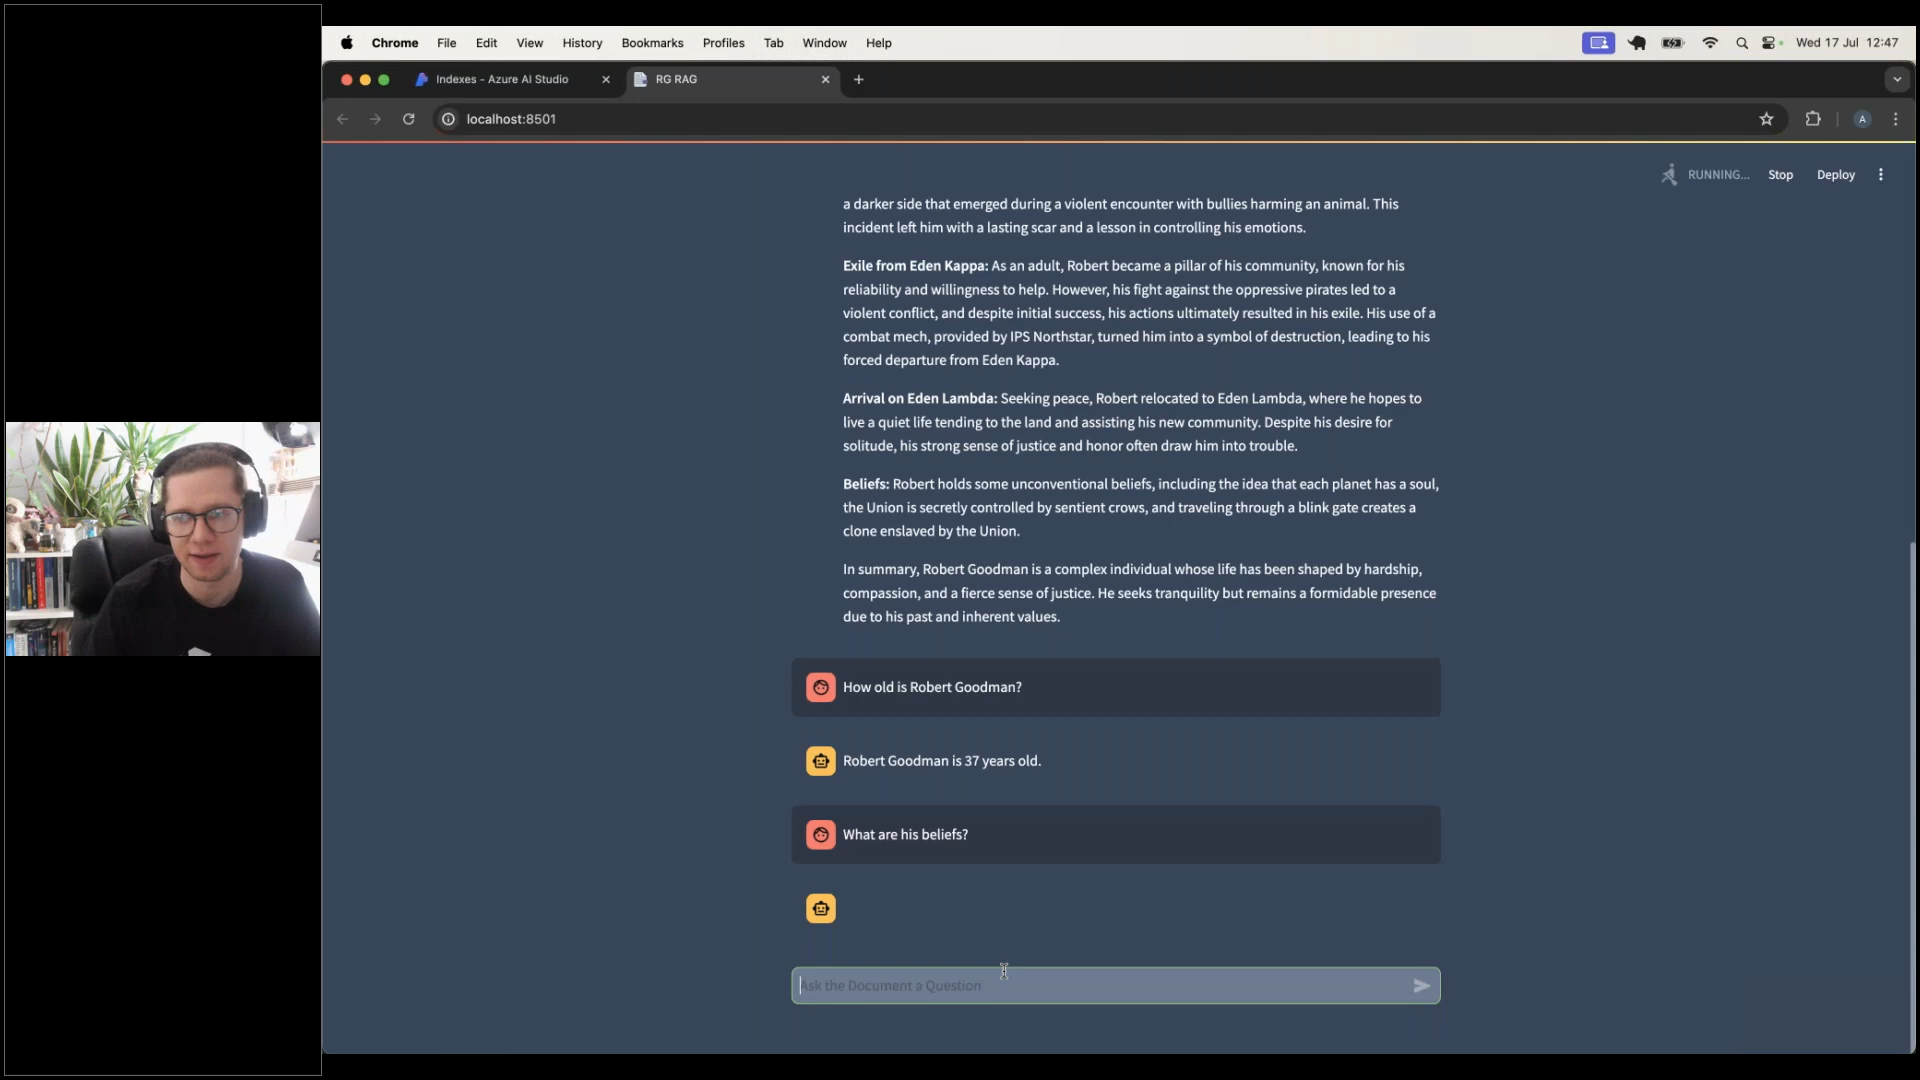 Chrome File Edit View History Bookmarks Profiles Tab Window Help Wed 17 Jul 12:47
Indexes - Azure AI Studio RG RAG
localhost:8501 A
RUNNING... Stop Deploy
a darker side that emerged during a violent encounter with bullies harming an animal. This
incident left him with a lasting scar and a lesson in controlling his emotions.
Exile from Eden Kappa: As an adult, Robert became a pillar of his community, known for his
reliability and willingness to help. However, his fight against the oppressive pirates led to a
violent conflict, and despite initial success, his actions ultimately resulted in his exile. His use of a
combat mech, provided by IPS Northstar, turned him into a symbol of destruction, leading to his
forced departure from Eden Kappa.
Arrival on Eden Lambda: Seeking peace, Robert relocated to Eden Lambda, where he hopes to
live a quiet life tending to the land and assisting his new community. Despite his desire for
solitude, his strong sense of justice and honor often draw him into trouble.
Beliefs: Robert holds some unconventional beliefs, including the idea that each planet has a soul,
the Union is secretly controlled by sentient crows, and traveling through a blink gate creates a
clone enslaved by the Union.
In summary, Robert Goodman is a complex individual whose life has been shaped by hardship,
compassion, and a fierce sense of justice. He seeks tranquility but remains a formidable presence
due to his past and inherent values.
How old is Robert Goodman?
Robert Goodman is 37 years old.
What are his beliefs?
Ask the Document a Question